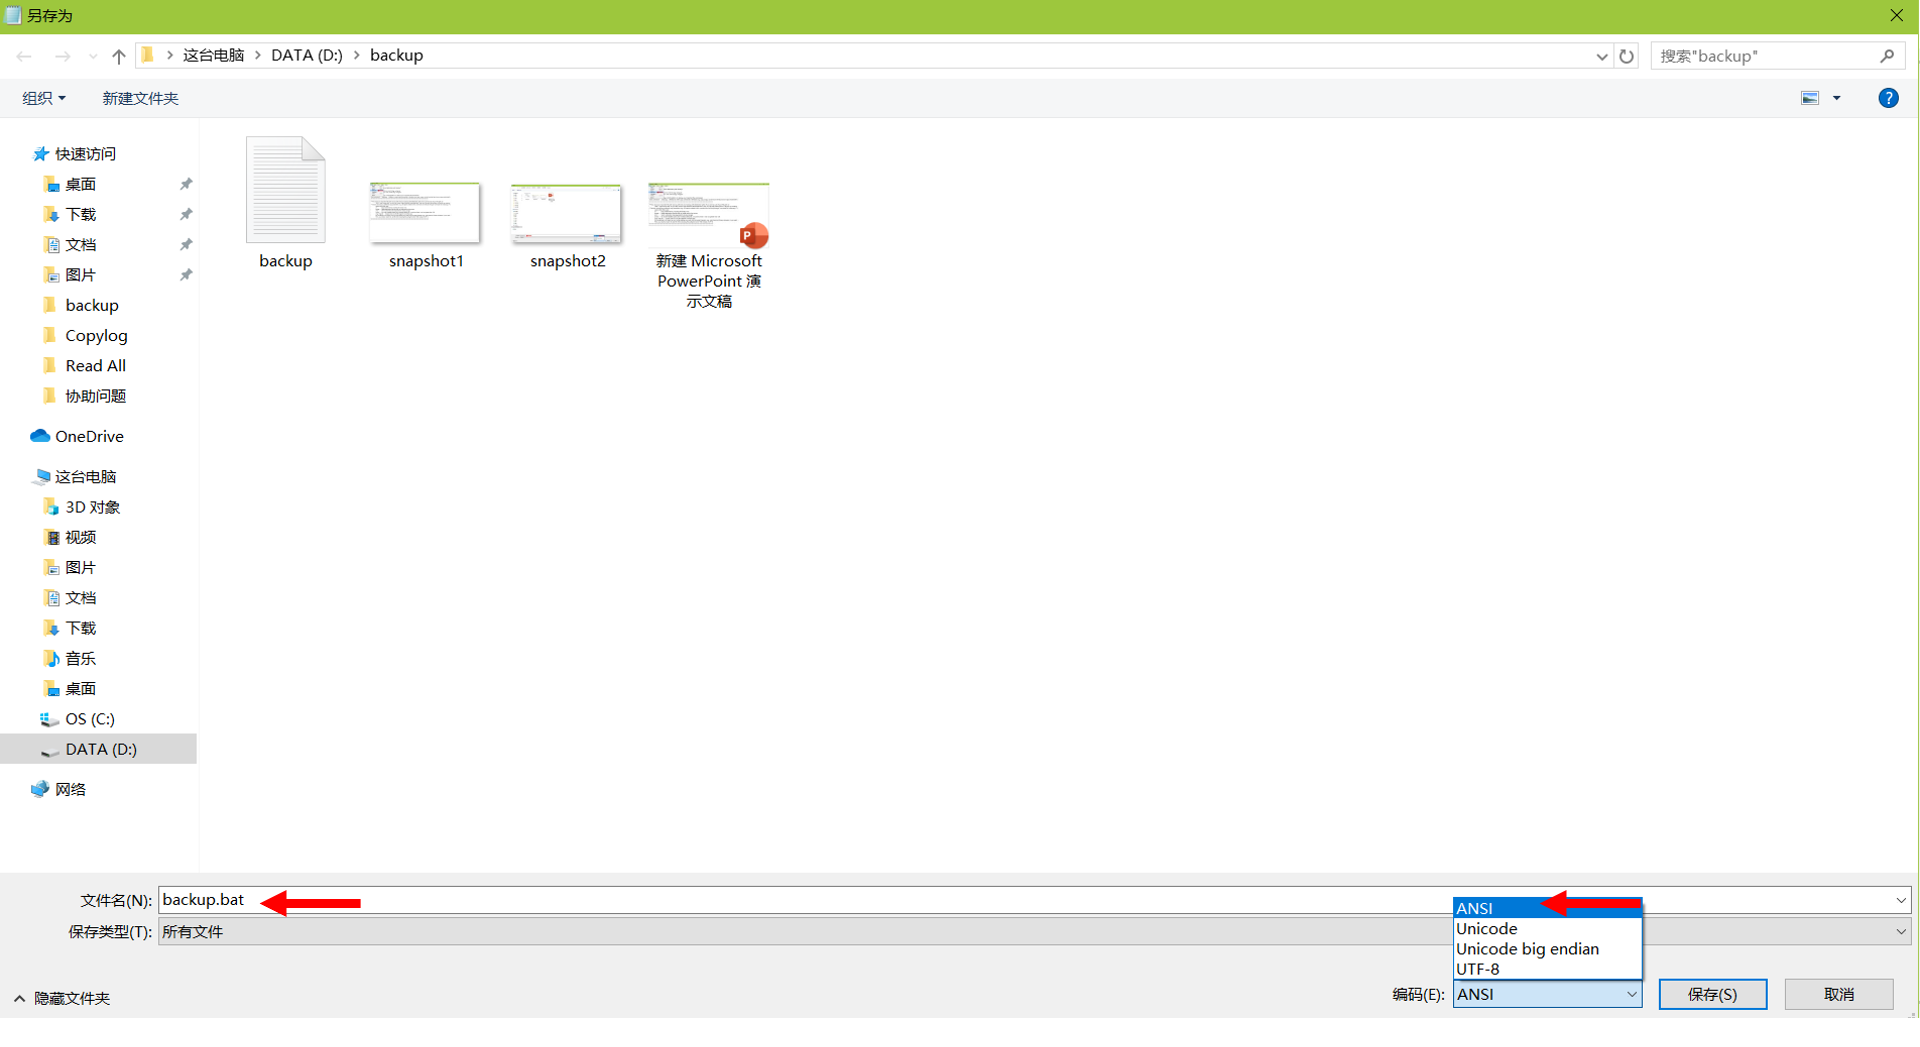 另存为
这台电脑 > DATA (D:) > backup
搜索"backup"
组织
新建文件夹
快速访问
桌面
下载
文档
图片
backup
Copylog
Read All
协助问题
OneDrive
这台电脑
3D 对象
视频
图片
文档
下载
音乐
桌面
OS (C:)
DATA (D:)
网络
backup
snapshot1
snapshot2
新建 Microsoft
PowerPoint 演
示文稿
文件名(N): backup.bat
保存类型(T): 所有文件
ANSI
Unicode
Unicode big endian
UTF-8
隐藏文件夹
编码(E): ANSI
保存(S)
取消